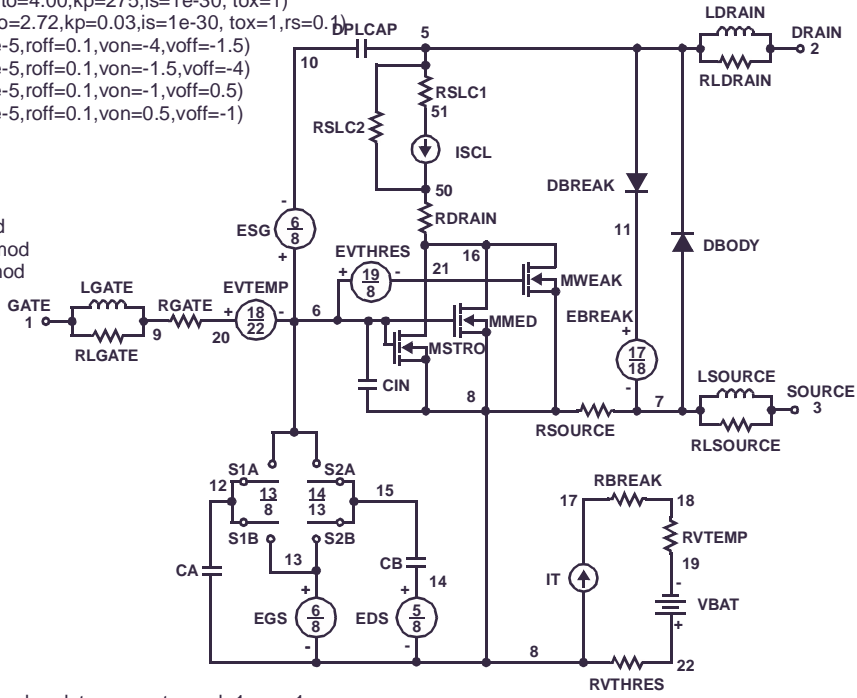 to=4.00,kp=275,is=1e-30, tox=1)
o=2.72,kp=0.03,is=1e-30, tox=1,rs=0.1)
e-5,roff=0.1,von=-4,voff=-1.5)
e-5,roff=0.1,von=-1.5,voff=-4)
e-5,roff=0.1,von=-1,voff=0.5)
e-5,roff=0.1,von=0.5,voff=-1)
d
mod
mod
DPLCAP
10
5
LDRAIN
DRAIN
2
RLDRAIN
RSLC1
51
RSLC2
ISCL
50
RDRAIN
DBREAK
11
DBODY
-
ESG
6
8
+
EVTHRES
+
19
8
-
21
16
MWEAK
LGATE
GATE
1
RLGATE
9
RGATE
20
EVTEMP
+
18
22
-
6
MMED
MSTRO
CIN
EBREAK
+
17
18
-
8
RSOURCE
7
LSOURCE
SOURCE
3
RLSOURCE
S1A
S2A
12
13
8
14
13
15
S1B
S2B
13
CA
CB
14
+
EGS
6
8
-
+
EDS
5
8
-
RBREAK
17
18
RVTEMP
19
-
IT
VBAT
+
8
22
RVTHRES